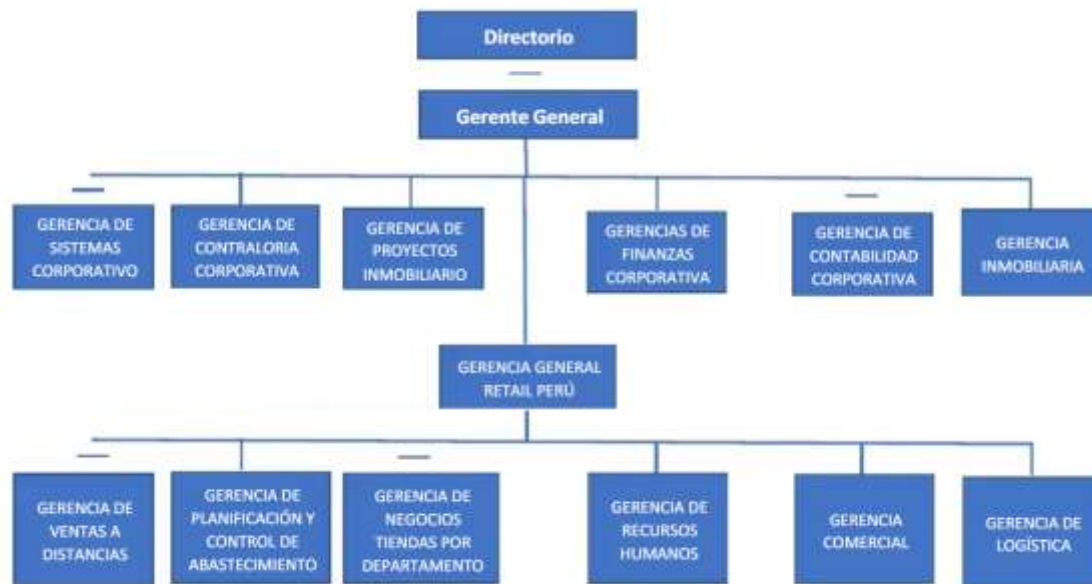 Directorio
Gerente General
GERENCIA DE
SISTEMAS
CORPORATIVO
GERENCIA DE
CONTRALORIA
CORPORATIVA
GERENCIA DE
PROYECTOS
INMOBILIARIO
GERENCIAS DE
FINANZAS
CORPORATIVA
GERENCIA DE
CONTABILIDAD
CORPORATIVA
GERENCIA
INMOBILIARIA
GERENCIA GENERAL
RETAIL PERÚ
GERENCIA DE
VENTAS A
DISTANCIAS
GERENCIA DE
PLANIFICACIÓN Y
CONTROL DE
ABASTECIMIENTO
GERENCIA DE
NEGOCIOS
TIENDAS POR
DEPARTAMENTO
GERENCIA DE
RECURSOS
HUMANOS
GERENCIA
COMERCIAL
GERENCIA DE
LOGÍSTICA